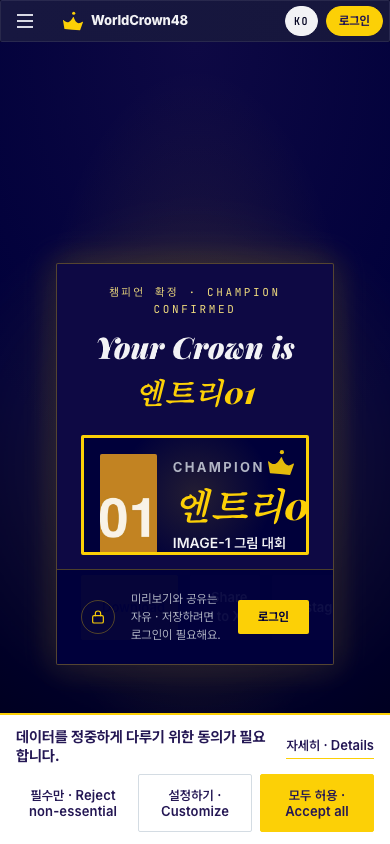 WorldCrown48
KO
로그인
챔피언 확정 · CHAMPION
CONFIRMED
Your Crown is
엔트리01
CHAMPION
01
엔트리0
IMAGE-1 그림 대회
미리보기와 공유는
자유 · 저장하려면
로그인이 필요해요.
로그인
데이터를 정중하게 다루기 위한 동의가 필요
합니다.
자세히 · Details
필수만 · Reject
non-essential
설정하기 ·
Customize
모두 허용 ·
Accept all